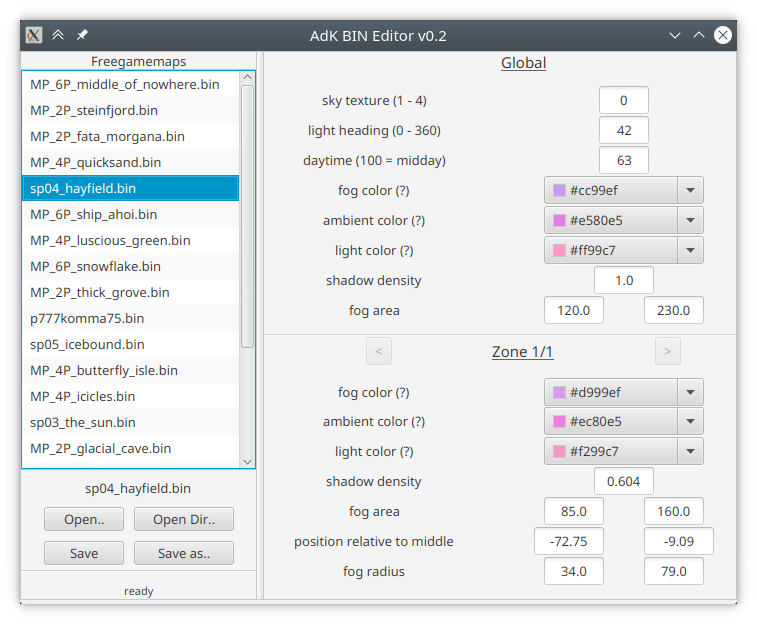 AdK BIN Editor v0.2
Freegamemaps
MP_6P_middle_of_nowhere.bin
MP_2P_steinfjord.bin
MP_2P_fata_morgana.bin
MP_4P_quicksand.bin
sp04_hayfield.bin
MP_6P_ship_ahoi.bin
MP_4P_luscious_green.bin
MP_6P_snowflake.bin
MP_2P_thick_grove.bin
p777komma75.bin
sp05_icebound.bin
MP_4P_butterfly_isle.bin
MP_4P_icicles.bin
sp03_the_sun.bin
MP_2P_glacial_cave.bin
sp04_hayfield.bin
Open.. Open Dir..
Save Save as..
ready
Global
sky texture (1 - 4) 0
light heading (0 - 360) 42
daytime (100 = midday) 63
fog color (?) #cc99ef
ambient color (?) #e580e5
light color (?) #ff99c7
shadow density 1.0
fog area 120.0 230.0
< Zone 1/1 >
fog color (?) #d999ef
ambient color (?) #ec80e5
light color (?) #f299c7
shadow density 0.604
fog area 85.0 160.0
position relative to middle -72.75 -9.09
fog radius 34.0 79.0